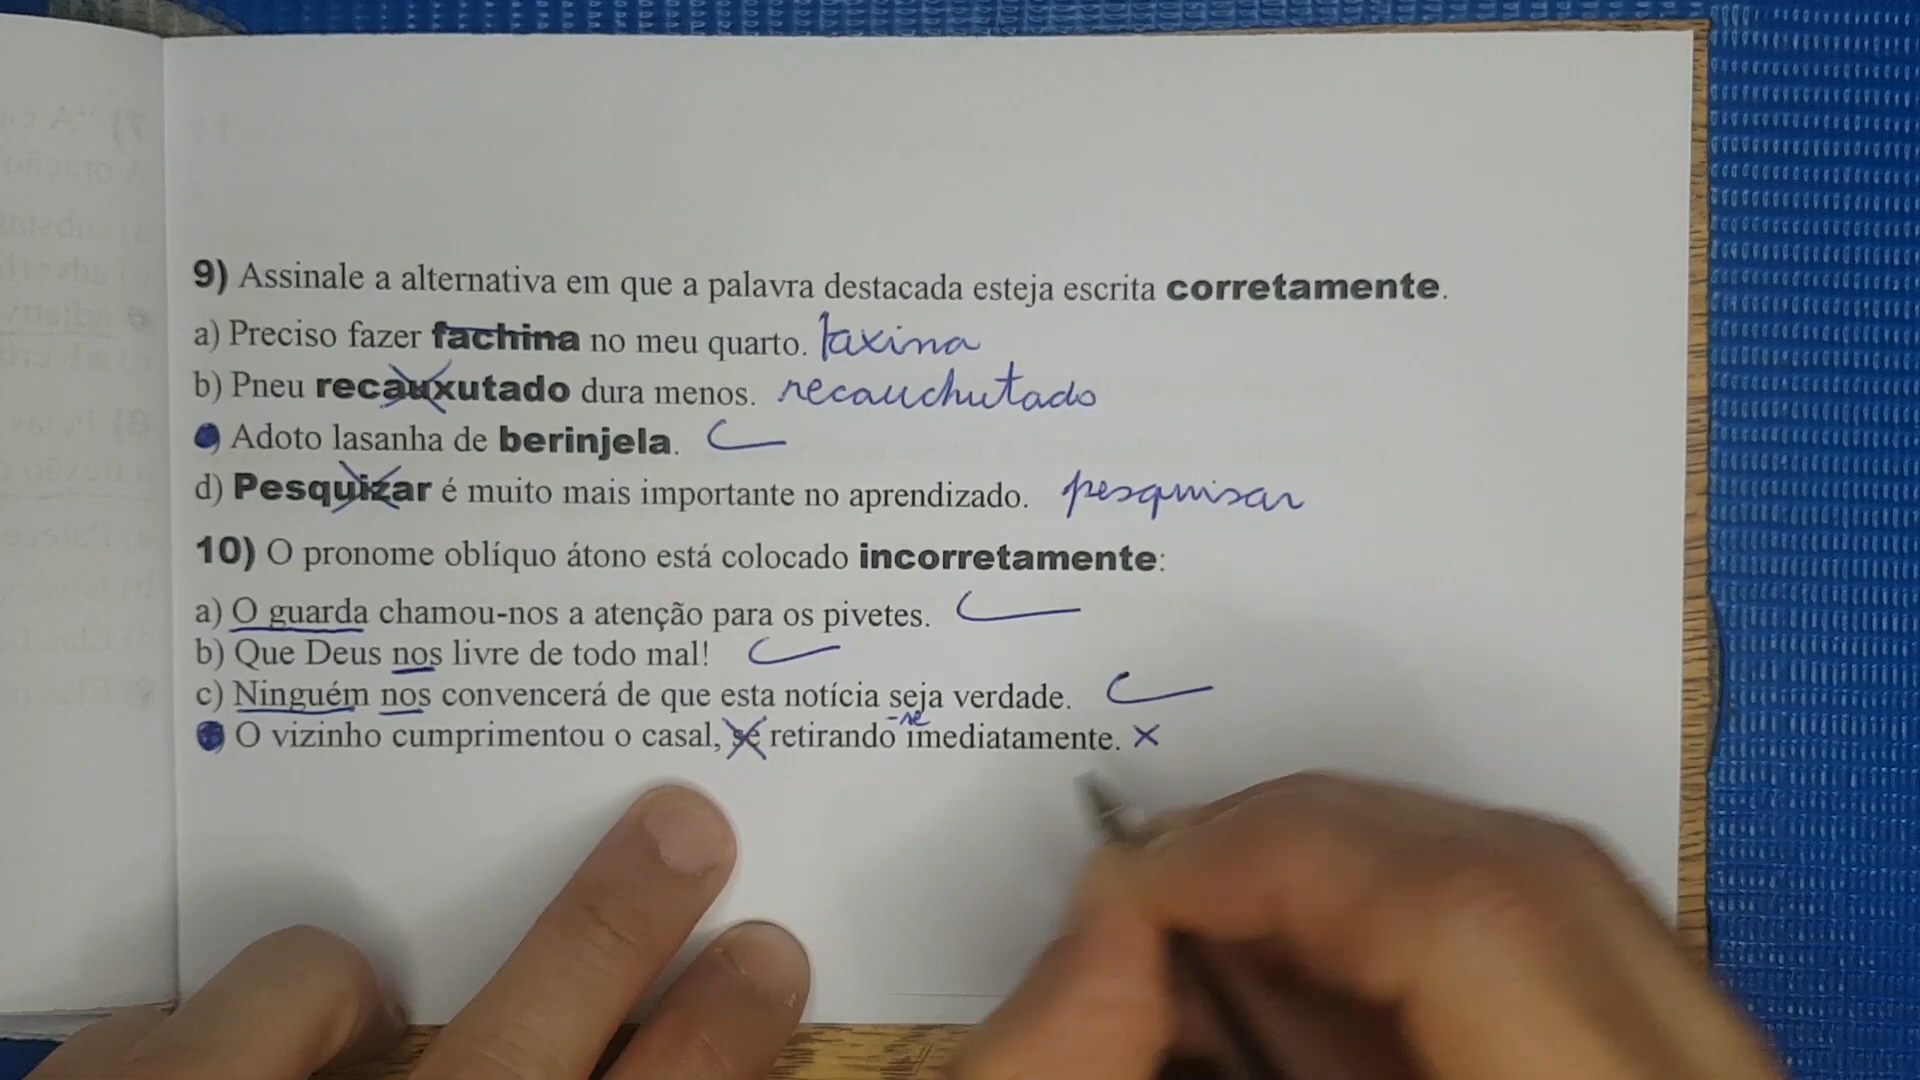 9) Assinale a alternativa em que a palavra destacada esteja escrita corretamente.
a) Preciso fazer fachina no meu quarto. faxina
b) Pneu recauxutado dura menos. recauchutado
Adoto lasanha de berinjela.
d) Pesquizar é muito mais importante no aprendizado. pesquisar
10) O pronome oblíquo átono está colocado incorretamente:
a) O guarda chamou-nos a atenção para os pivetes.
b) Que Deus nos livre de todo mal!
c) Ninguém nos convencerá de que esta notícia seja verdade.
-se
O vizinho cumprimentou o casal, se retirando imediatamente. x